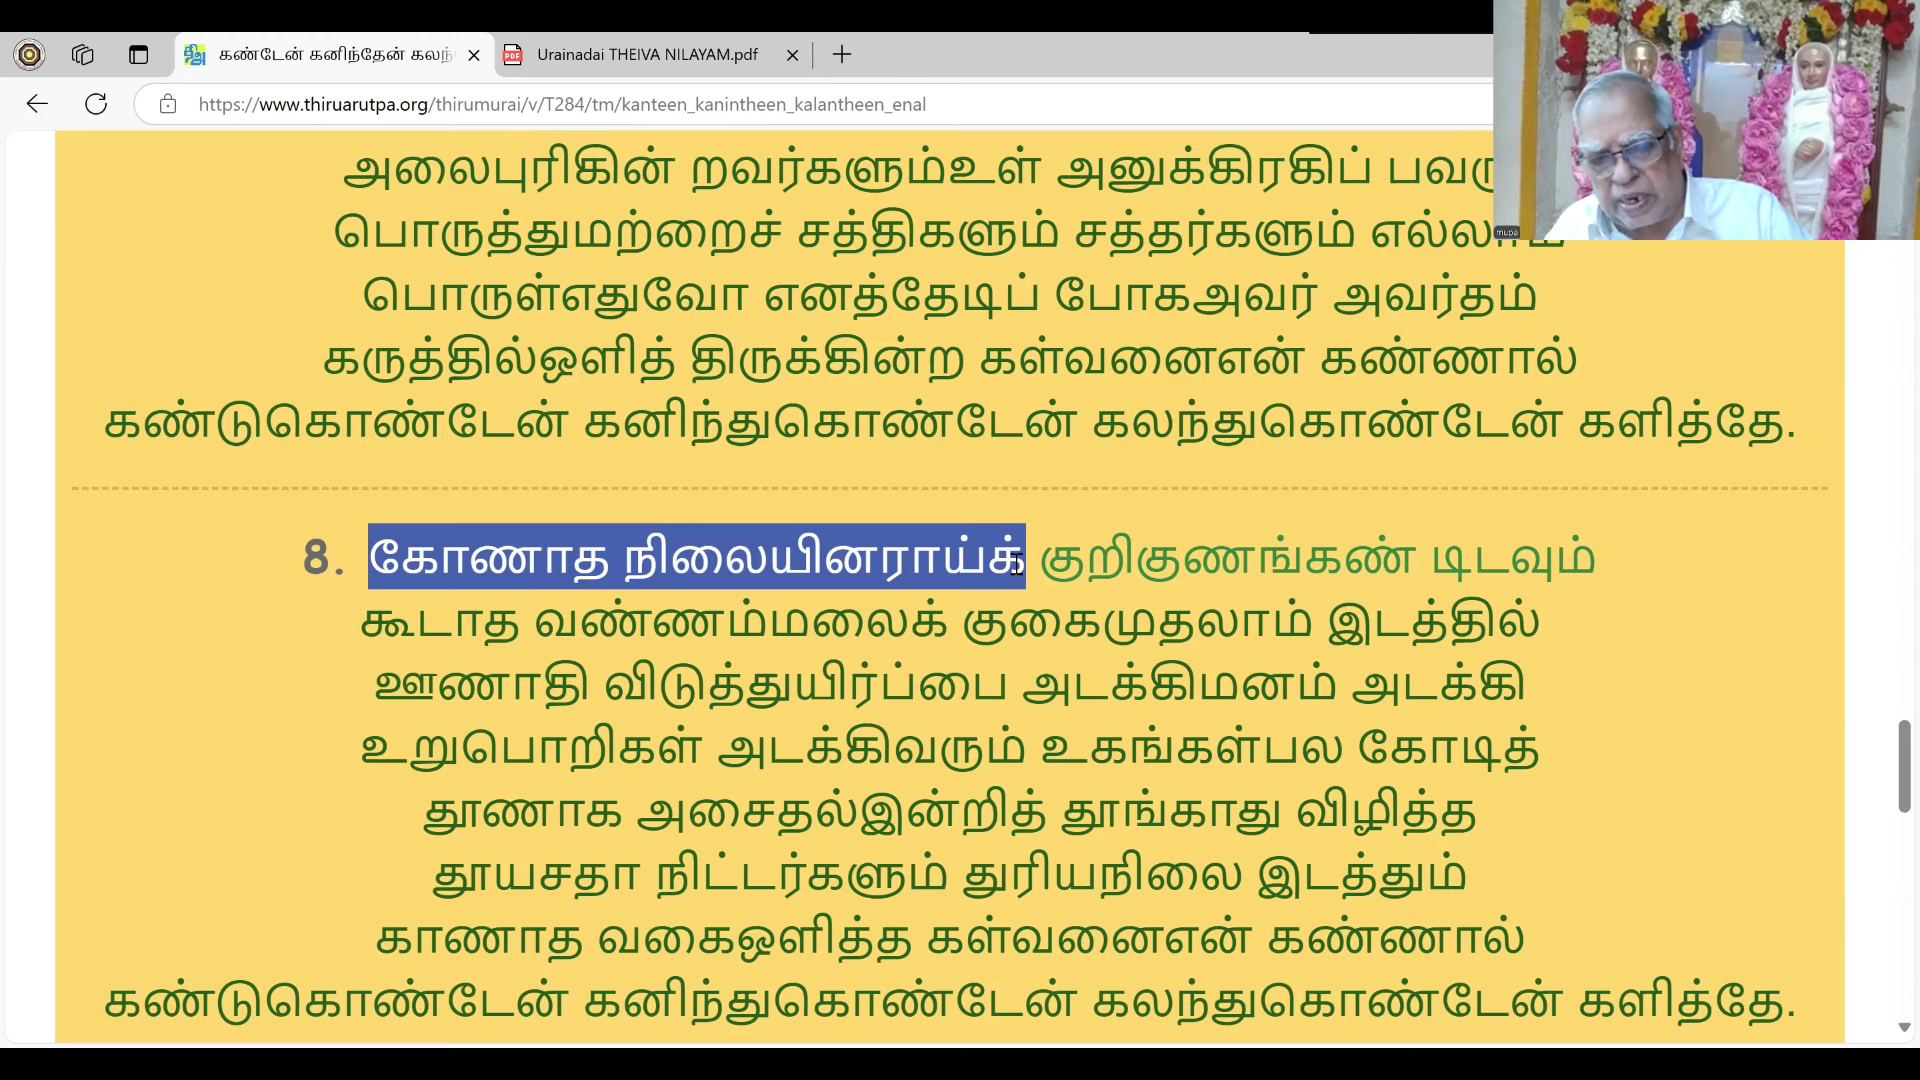 கண்டேன் கனிந்தேன் கலந்
Urainadai THEIVA NILAYAM.pdf
https://www.thiruarutpa.org/thirumurai/v/T284/tm/kanteen_kanintheen_kalantheen_enal
அலைபுரிகின் றவர்களும்உள் அனுக்கிரகிப்
பொருத்துமற்றைச் சத்திகளும் சத்தர்களும்
பொருள்எதுவோ எனத்தேடிப் போகஅவர் அவர்தம்
கருத்தில்ஒளித் திருக்கின்ற கள்வனைஎன் கண்ணால்
கண்டுகொண்டேன் கனிந்துகொண்டேன் கலந்துகொண்டேன் களித்தே.
8. கோணாத நிலையினராய்க் குறிகுணங்கண் டிடவும்
கூடாத வண்ணம்மலைக் குகைமுதலாம் இடத்தில்
ஊணாதி விடுத்துயிர்ப்பை அடக்கிமனம் அடக்கி
உறுபொறிகள் அடக்கிவரும் உகங்கள்பல கோடித்
தூணாக அசைதல்இன்றித் தூங்காது விழித்த
தூயசதா நிட்டர்களும் துரியநிலை இடத்தும்
காணாத வகைஒளித்த கள்வனைஎன் கண்ணால்
கண்டுகொண்டேன் கனிந்துகொண்டேன் கலந்துகொண்டேன் களித்தே.
mupa